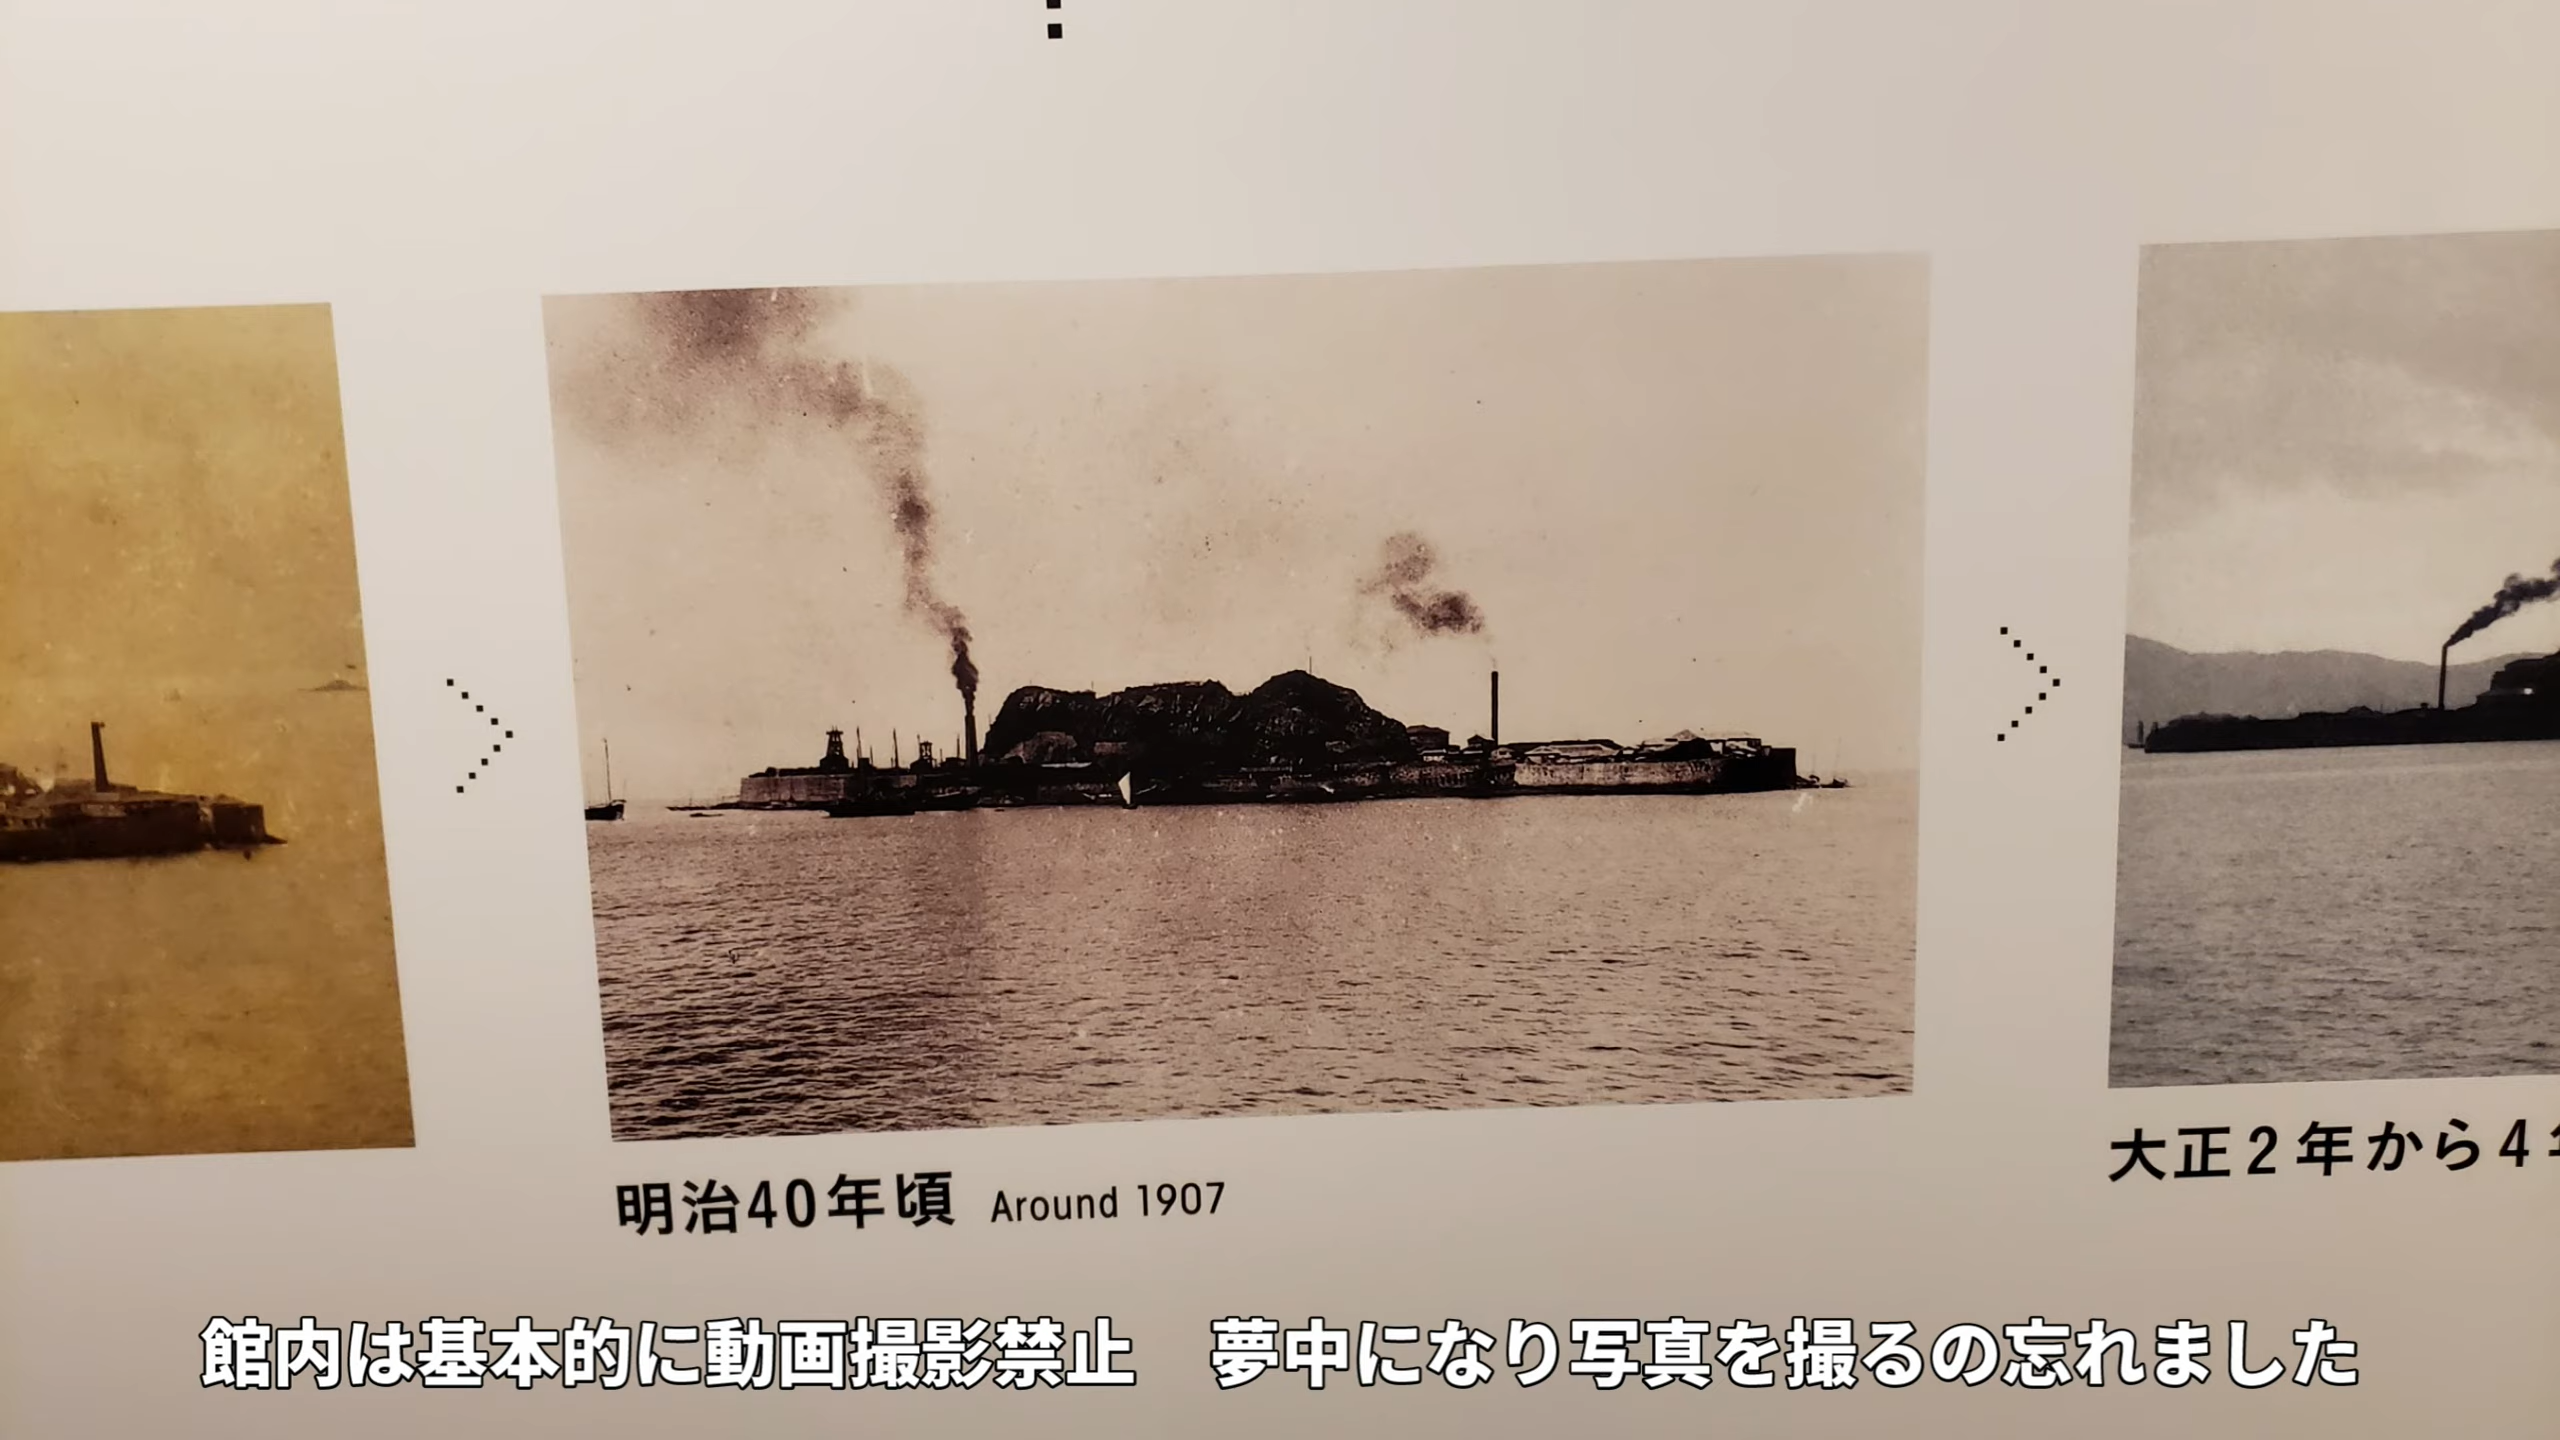 明治40年頃 Around 1907
大正2年から4年
館内は基本的に動画撮影禁止　夢中になり写真を撮るの忘れました